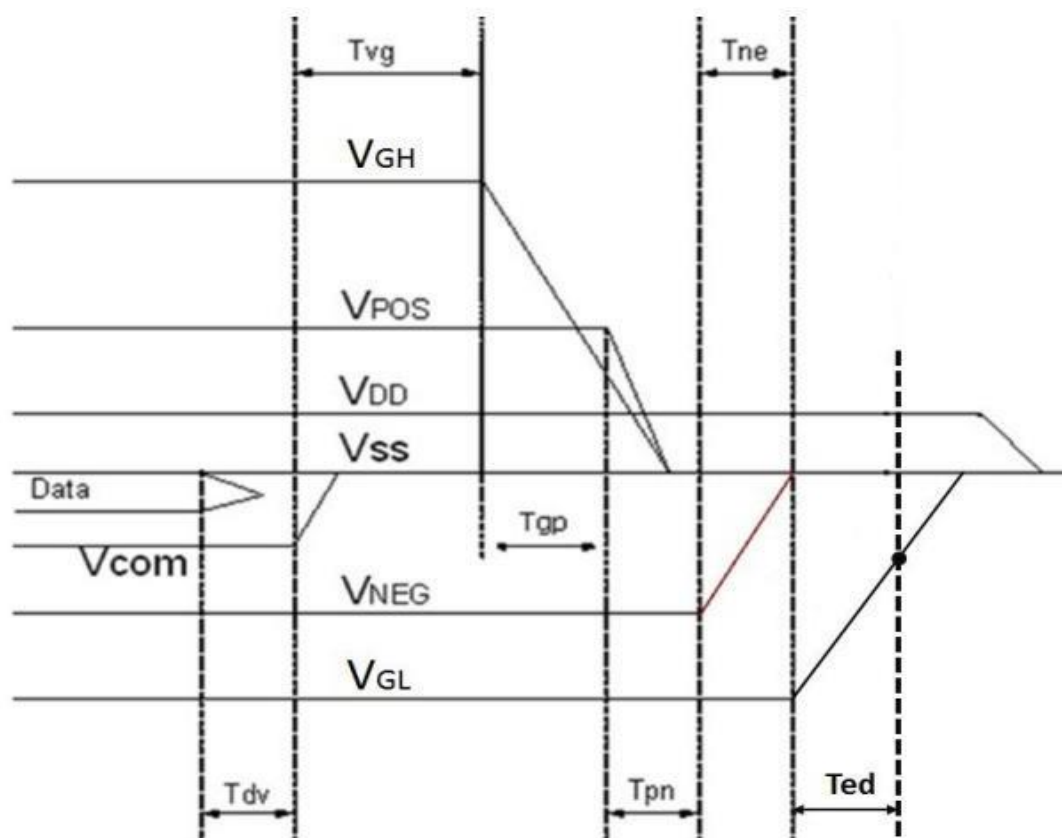 Tvg
Tne
VGH
VPOS
VDD
Vss
Data
Tgp
Vcom
VNEG
VGL
Tdv
Tpn
Ted